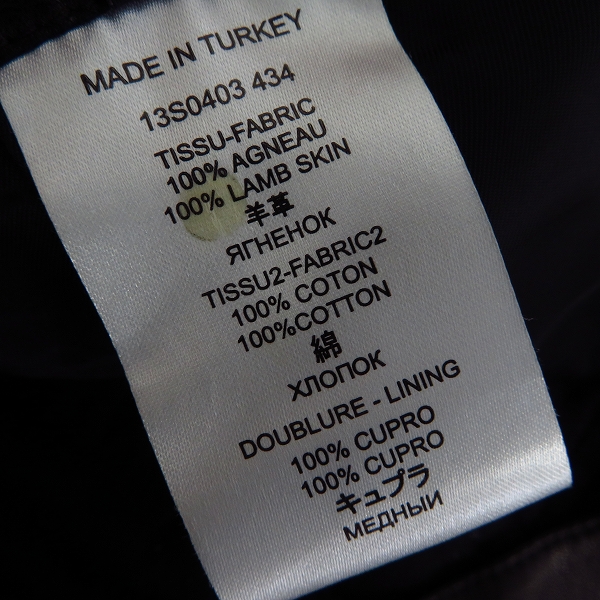 MADE IN TURKEY
13S0403 434
TISSU-FABRIC
100% AGNEAU
100% LAMB SKIN
羊革
ЯГНЕНОК
TISSU2-FABRIC2
100% COTON
100%COTTON
綿
ХЛОПОК
DOUBLURE - LINING
100% CUPRO
100% CUPRO
キュプラ
МЕДНЫЙ